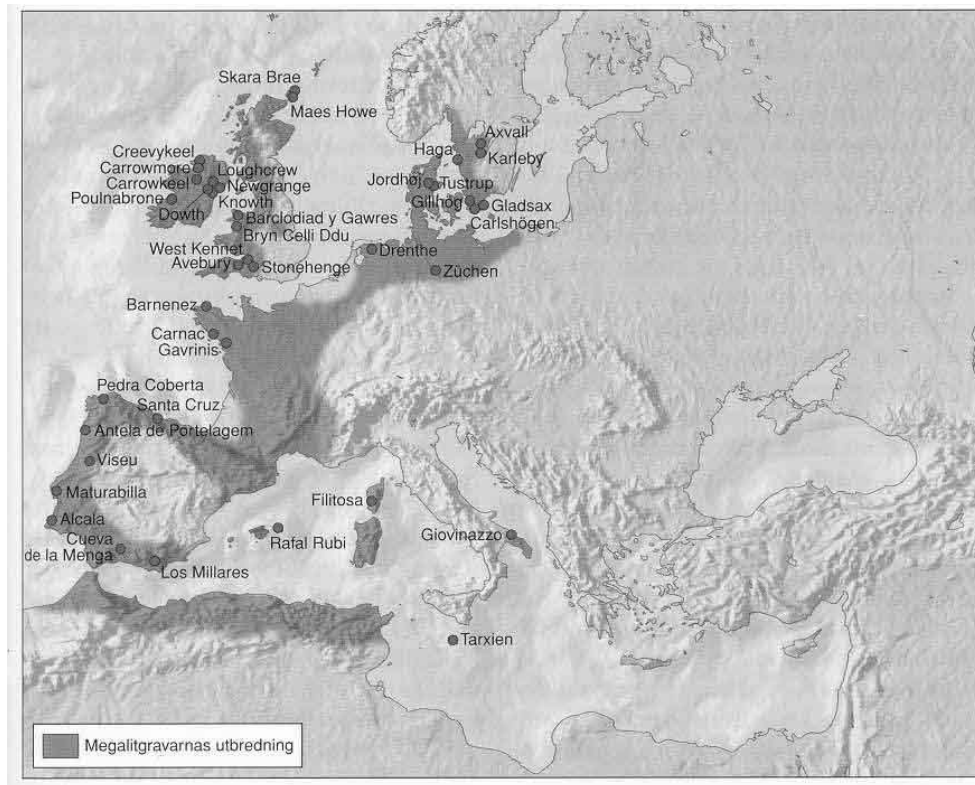 Skara Brae
Maes Howe
Axvall
Haga
Karleby
Creevykeel
Carrowmore
Loughcrew
Carrowkeel
Newgrange
Jordhøj
Tustrup
Poulnabrone
Knowth
Gillhög
Gladsax
Dowth
Barclodiad y Gawres
Carlshögen
Bryn Celli Ddu
West Kennet
Drenthe
Avebury
Stonehenge
Züchen
Barnenez
Carnac
Gavrinis
Pedra Coberta
Santa Cruz
Antela de Portelagem
Viseu
Maturabilla
Filitosa
Alcala
Rafal Rubi
Giovinazzo
Cueva
de la Menga
Los Millares
Tarxien
Megalitgravarnas utbredning